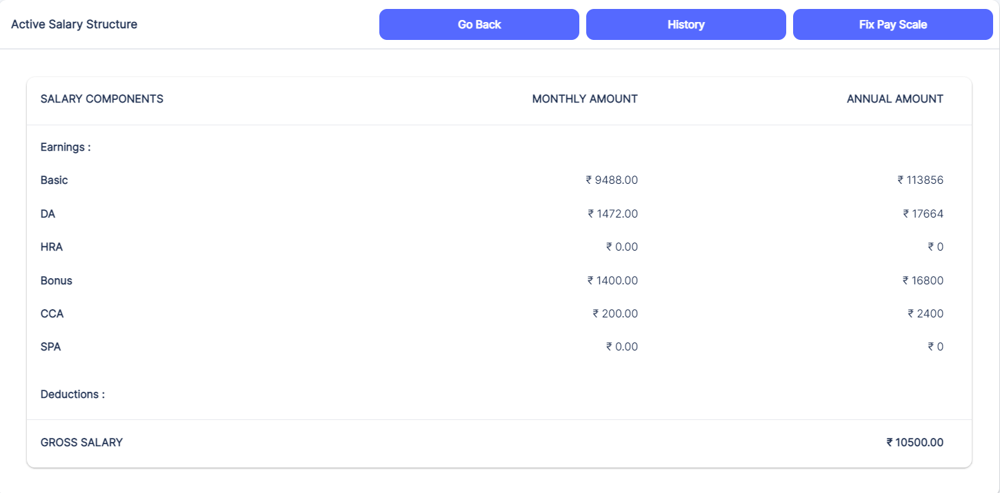 Active Salary Structure Go Back History Fix Pay Scale
SALARY COMPONENTS MONTHLY AMOUNT ANNUAL AMOUNT
Earnings :
Basic ₹ 9488.00 ₹ 113856
DA ₹ 1472.00 ₹ 17664
HRA ₹ 0.00 ₹ 0
Bonus ₹ 1400.00 ₹ 16800
CCA ₹ 200.00 ₹ 2400
SPA ₹ 0.00 ₹ 0
Deductions :
GROSS SALARY ₹ 10500.00